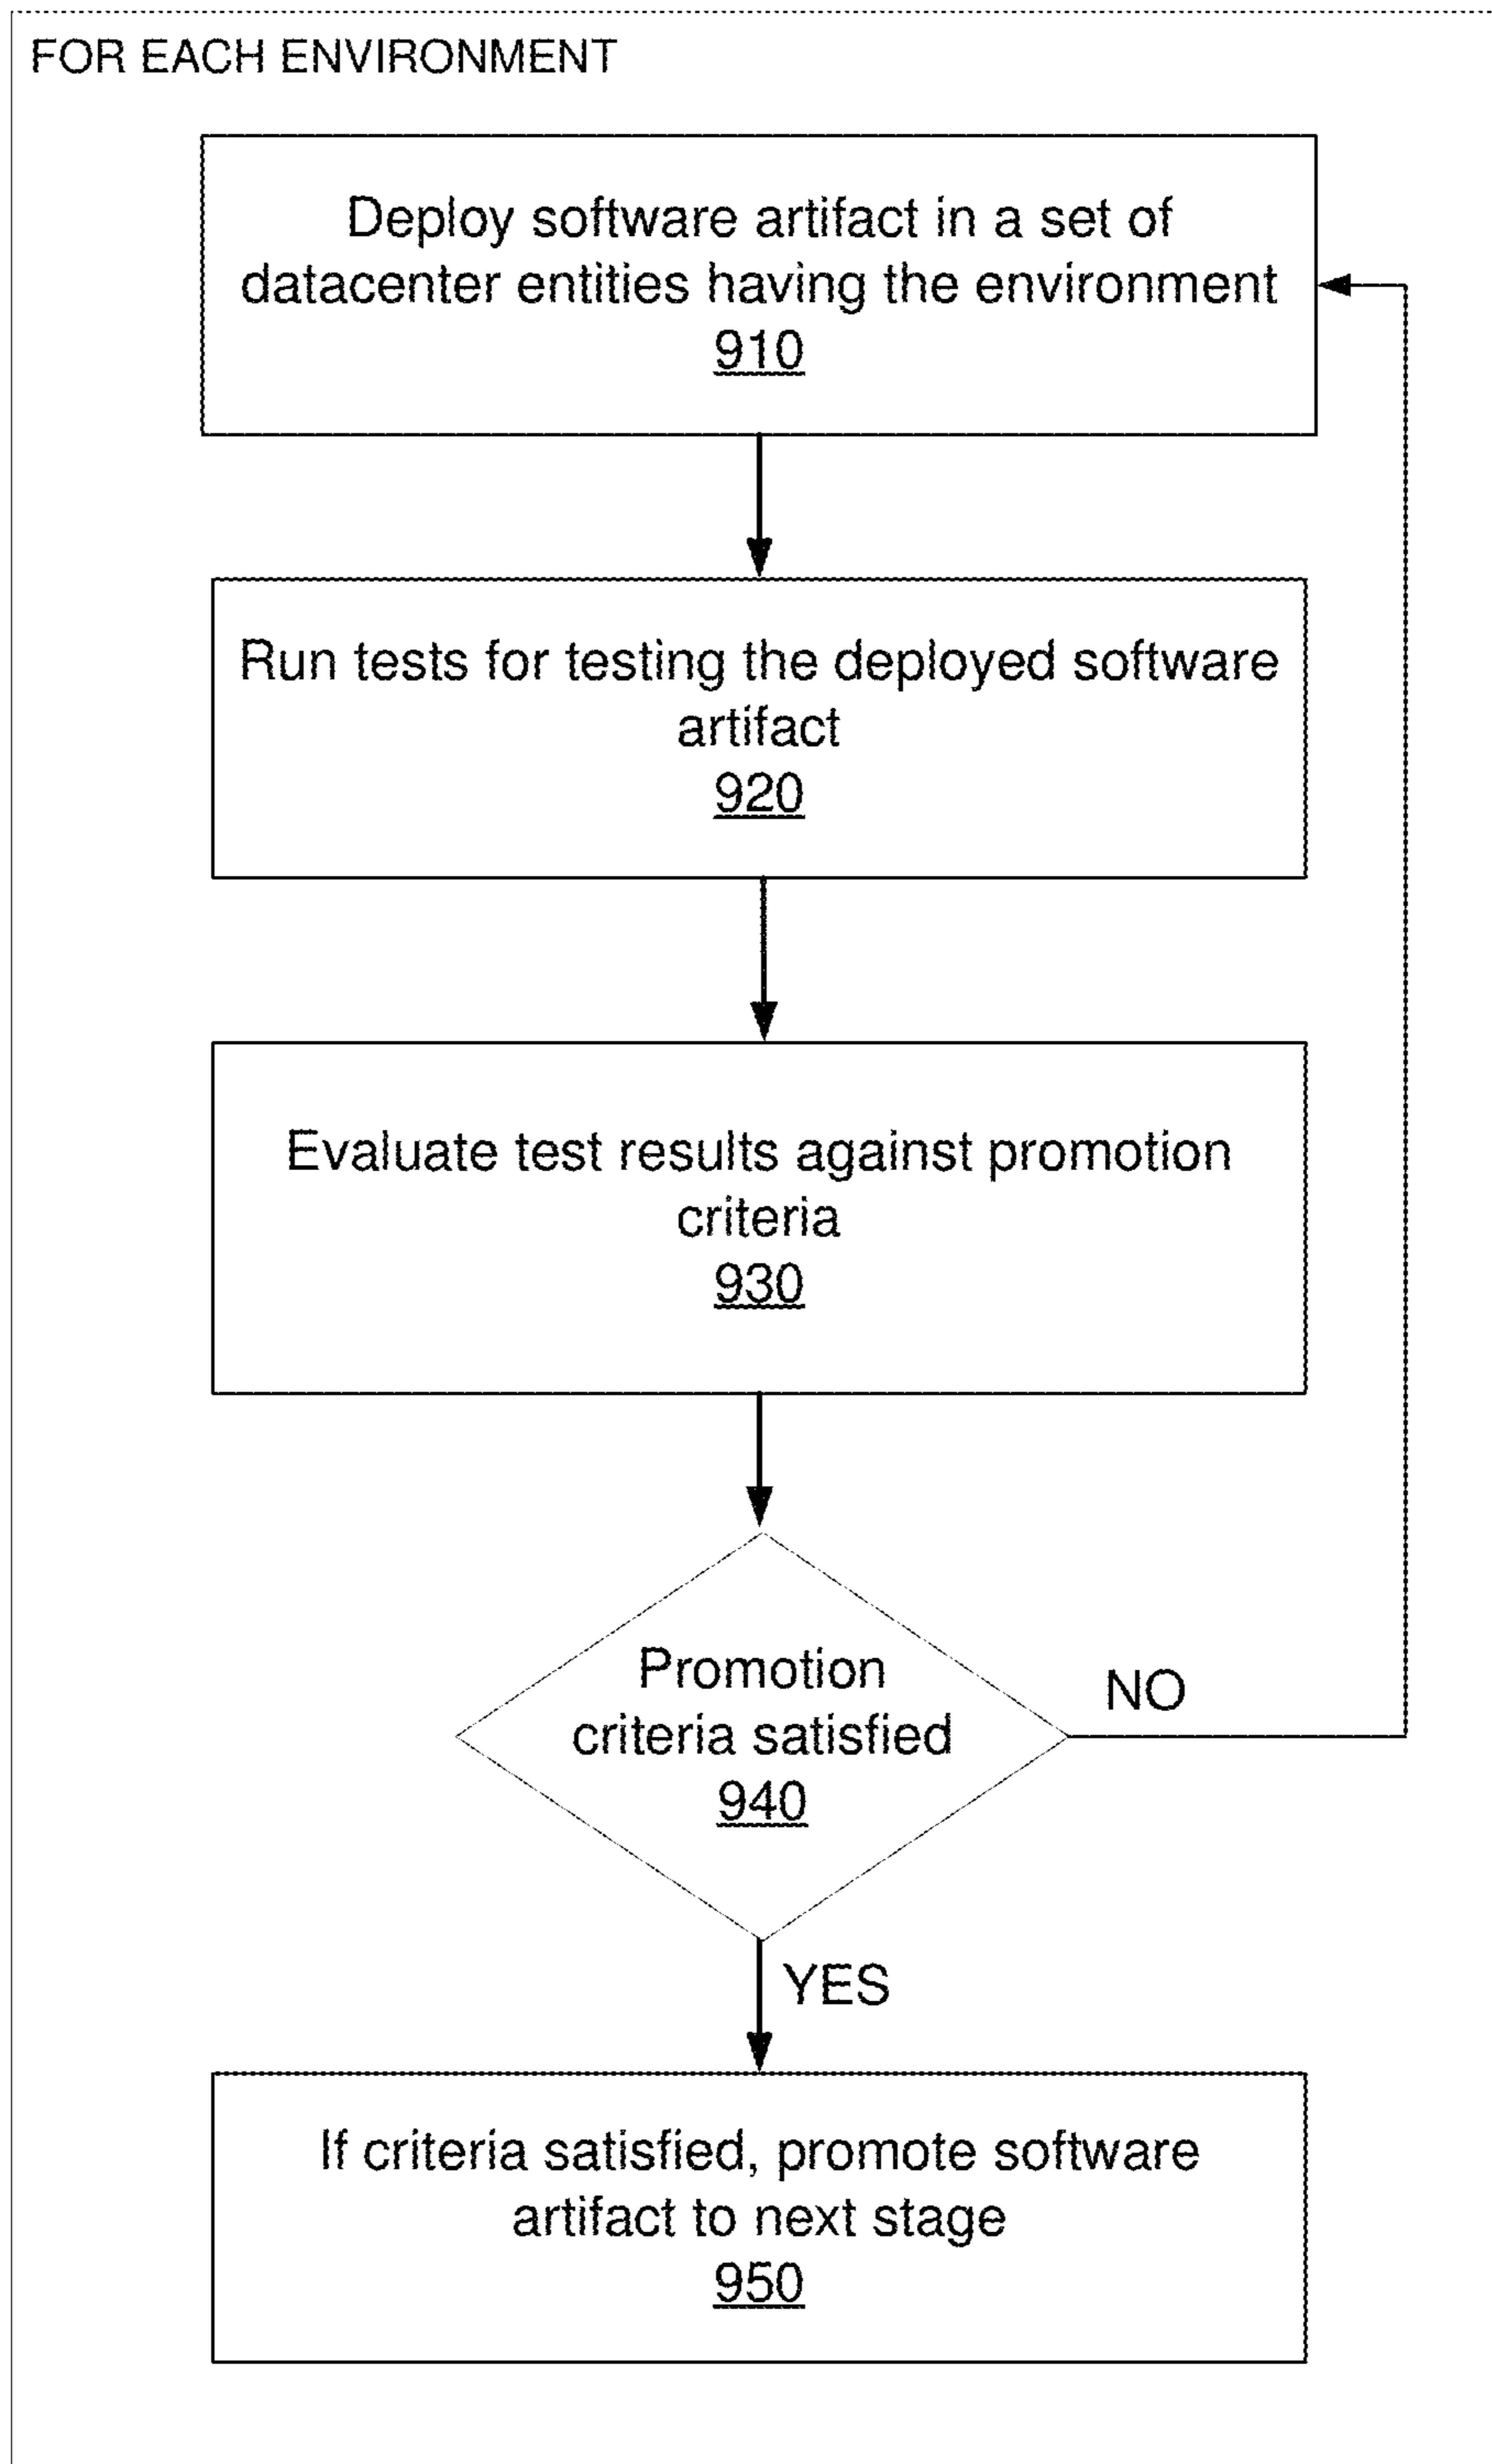 FOR EACH ENVIRONMENT
Deploy software artifact in a set of
datacenter entities having the environment
910
Run tests for testing the deployed software
artifact
920
Evaluate test results against promotion
criteria
930
Promotion
criteria satisfied
940
NO
YES
If criteria satisfied, promote software
artifact to next stage
950